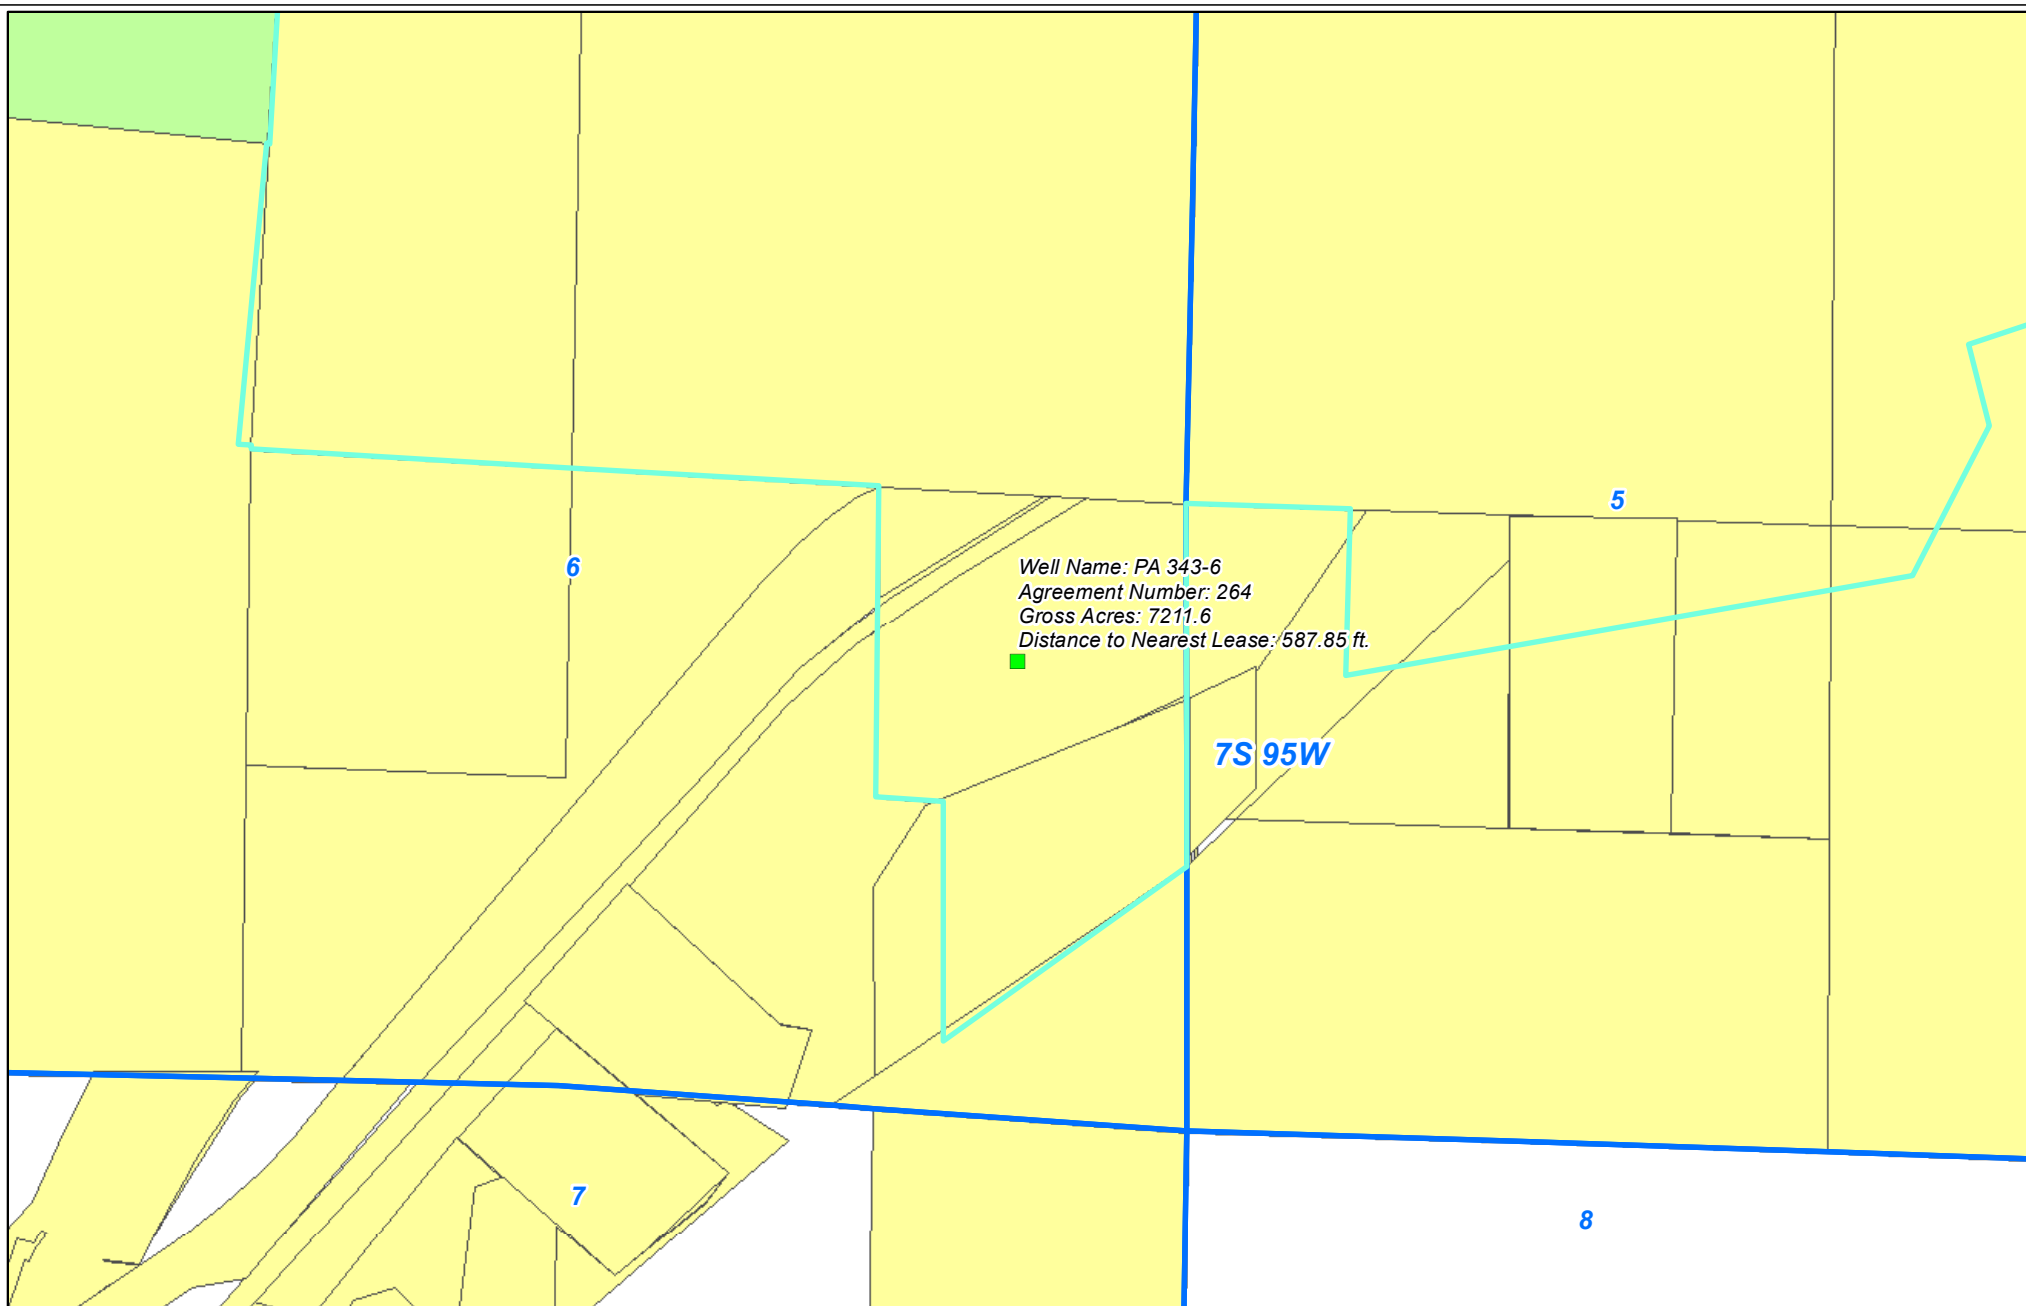 5
6
Well Name: PA 343-6
Agreement Number: 264
Gross Acres: 7211.6
Distance to Nearest Lease: 587.85 ft.
7S 95W
7
8